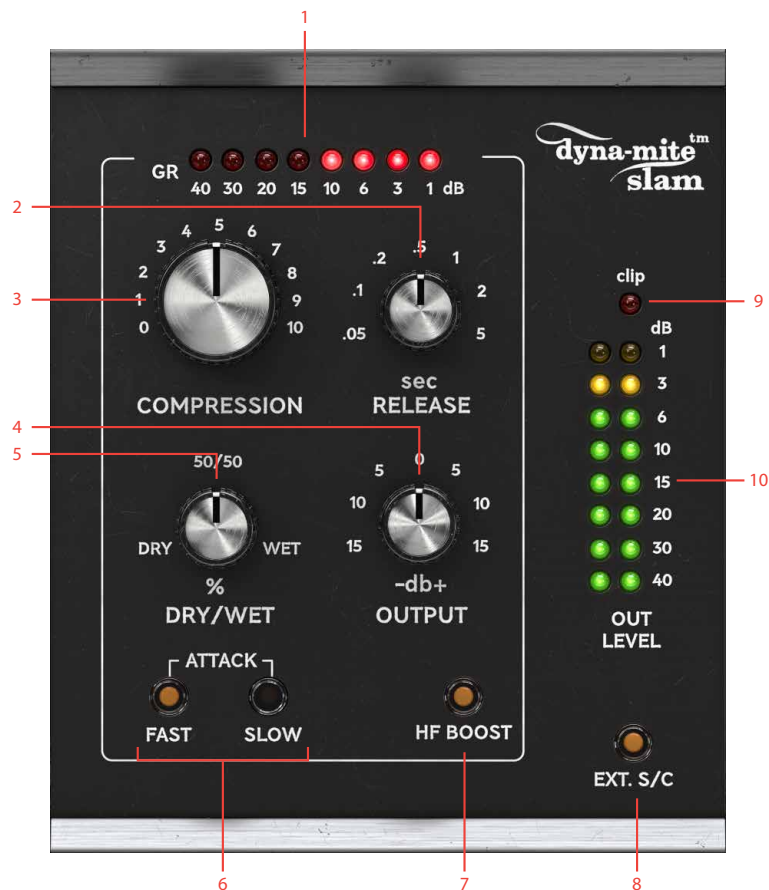 1
dyna-mite™
slam
GR
40 30 20 15 10 6 3 1 dB
2
3
0 1 2 3 4 5 6 7 8 9 10
COMPRESSION
.05 .1 .2 .5 1 2 5
sec
RELEASE
clip
9
dB
1
3
6
10
15
20
30
40
10
OUT
LEVEL
4
5
50/50
DRY WET
%
DRY/WET
15 10 5 0 5 10 15
-db+
OUTPUT
ATTACK
FAST SLOW
HF BOOST
EXT. S/C
6 7 8